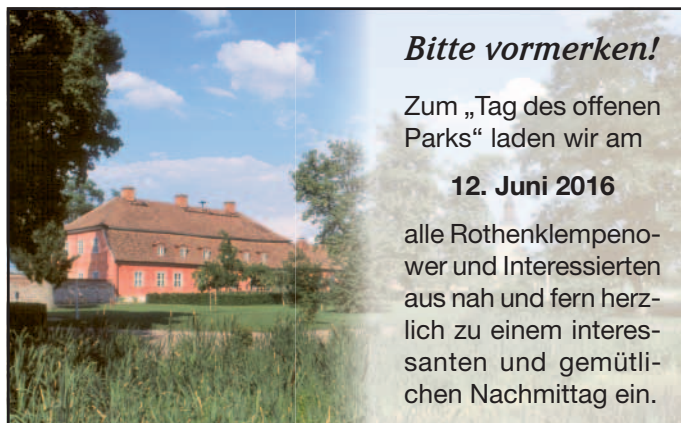 Bitte vormerken!
Zum „Tag des offenen
Parks“ laden wir am
12. Juni 2016
alle Rothenklempeno-
wer und Interessierten
aus nah und fern herz-
lich zu einem interes-
santen und gemütli-
chen Nachmittag ein.